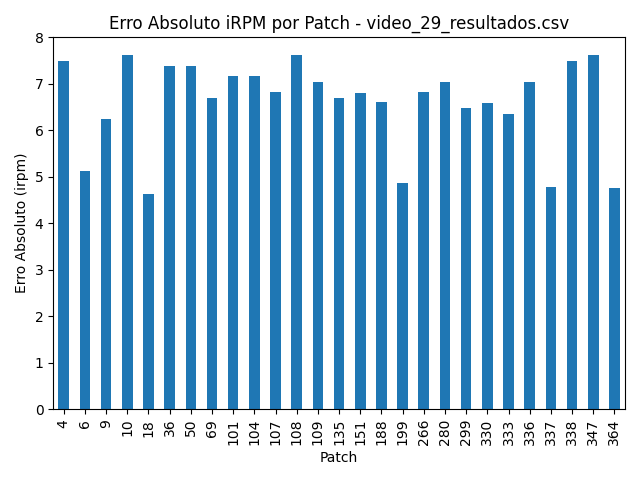 Erro Absoluto iRPM por Patch - video_29_resultados.csv
Erro Absoluto (irpm)
8
7
6
5
4
3
2
1
0
4 6 9 10 18 36 50 69 101 104 107 108 109 135 151 188 199 266 280 299 330 333 336 337 338 347 364
Patch